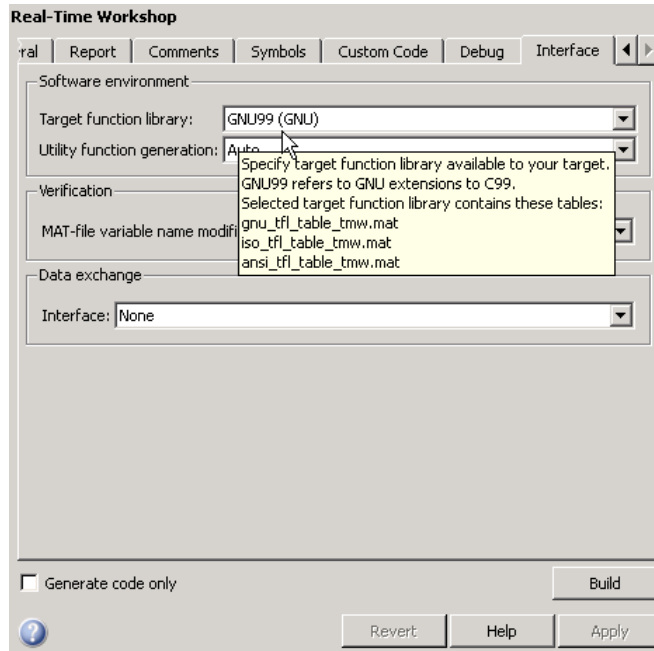 Real-Time Workshop
ral Report Comments Symbols Custom Code Debug Interface
Software environment
Target function library: GNU99 (GNU)
Utility function generation: Auto
Specify target function library available to your target.
GNU99 refers to GNU extensions to C99.
Selected target function library contains these tables:
gnu_tfl_table_tmw.mat
iso_tfl_table_tmw.mat
ansi_tfl_table_tmw.mat
Verification
MAT-file variable name modifi
Data exchange
Interface: None
Generate code only
Build
Revert Help Apply